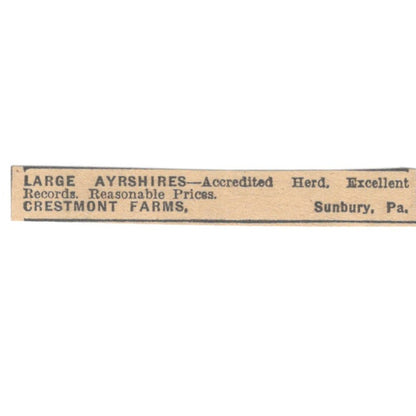 LARGE AYRSHIRES—Accredited Herd, Excellent
Records. Reasonable Prices.
CRESTMONT FARMS, Sunbury, Pa.